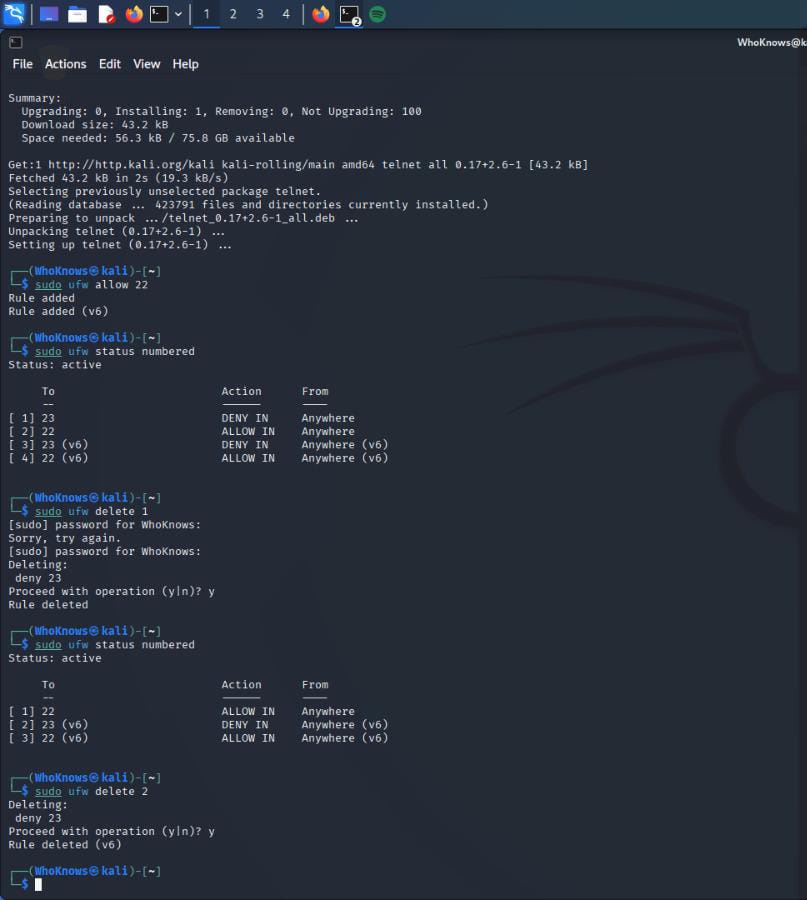 1 2 3 4
2
WhoKnows@k
File Actions Edit View Help
Summary:
Upgrading: 0, Installing: 1, Removing: 0, Not Upgrading: 100
Download size: 43.2 kB
Space needed: 56.3 kB / 75.8 GB available
Get:1 http://http.kali.org/kali kali-rolling/main amd64 telnet all 0.17+2.6-1 [43.2 kB]
Fetched 43.2 kB in 2s (19.3 kB/s)
Selecting previously unselected package telnet.
(Reading database ... 423791 files and directories currently installed.)
Preparing to unpack .../telnet_0.17+2.6-1_all.deb ...
Unpacking telnet (0.17+2.6-1) ...
Setting up telnet (0.17+2.6-1) ...
┌──(WhoKnows㉿kali)-[~]
└─$ sudo ufw allow 22
Rule added
Rule added (v6)
┌──(WhoKnows㉿kali)-[~]
└─$ sudo ufw status numbered
Status: active
To Action From
-- ------ ----
[ 1] 23 DENY IN Anywhere
[ 2] 22 ALLOW IN Anywhere
[ 3] 23 (v6) DENY IN Anywhere (v6)
[ 4] 22 (v6) ALLOW IN Anywhere (v6)
┌──(WhoKnows㉿kali)-[~]
└─$ sudo ufw delete 1
[sudo] password for WhoKnows:
Sorry, try again.
[sudo] password for WhoKnows:
Deleting:
deny 23
Proceed with operation (y|n)? y
Rule deleted
┌──(WhoKnows㉿kali)-[~]
└─$ sudo ufw status numbered
Status: active
To Action From
-- ------ ----
[ 1] 22 ALLOW IN Anywhere
[ 2] 23 (v6) DENY IN Anywhere (v6)
[ 3] 22 (v6) ALLOW IN Anywhere (v6)
┌──(WhoKnows㉿kali)-[~]
└─$ sudo ufw delete 2
Deleting:
deny 23
Proceed with operation (y|n)? y
Rule deleted (v6)
┌──(WhoKnows㉿kali)-[~]
└─$